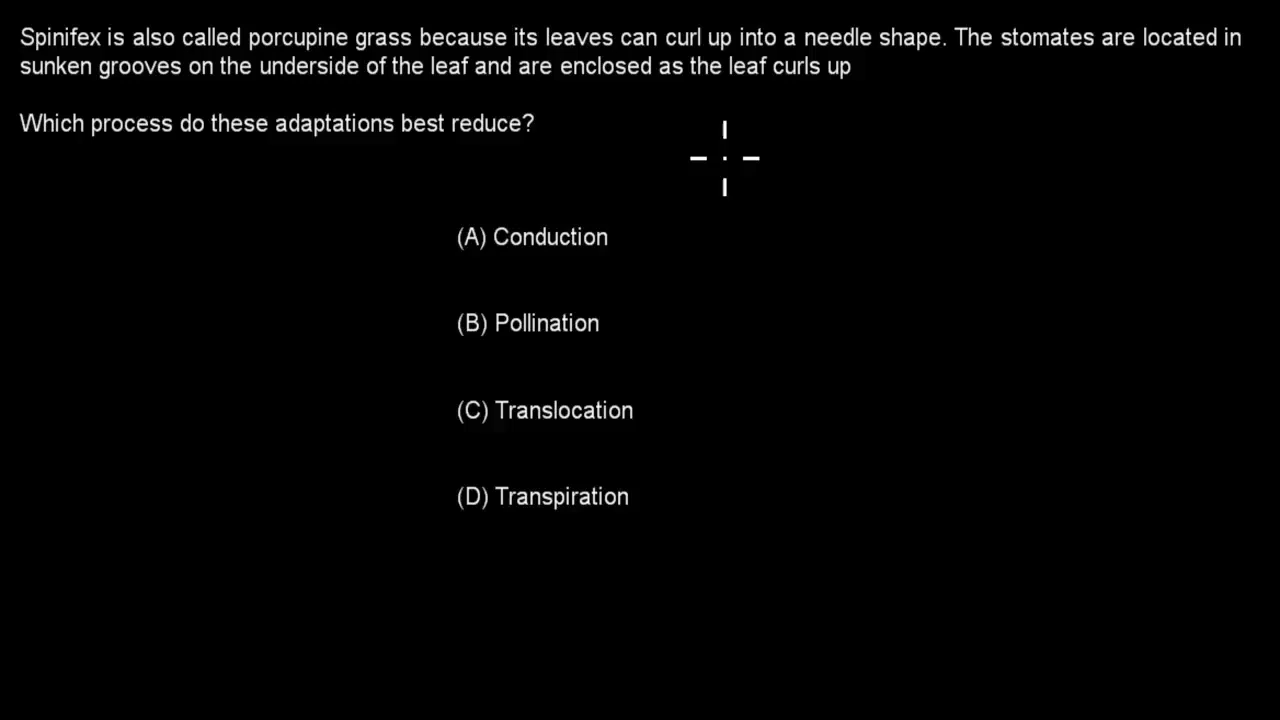 Spinifex is also called porcupine grass because its leaves can curl up into a needle shape. The stomates are located in
sunken grooves on the underside of the leaf and are enclosed as the leaf curls up
Which process do these adaptations best reduce?
(A) Conduction
(B) Pollination
(C) Translocation
(D) Transpiration